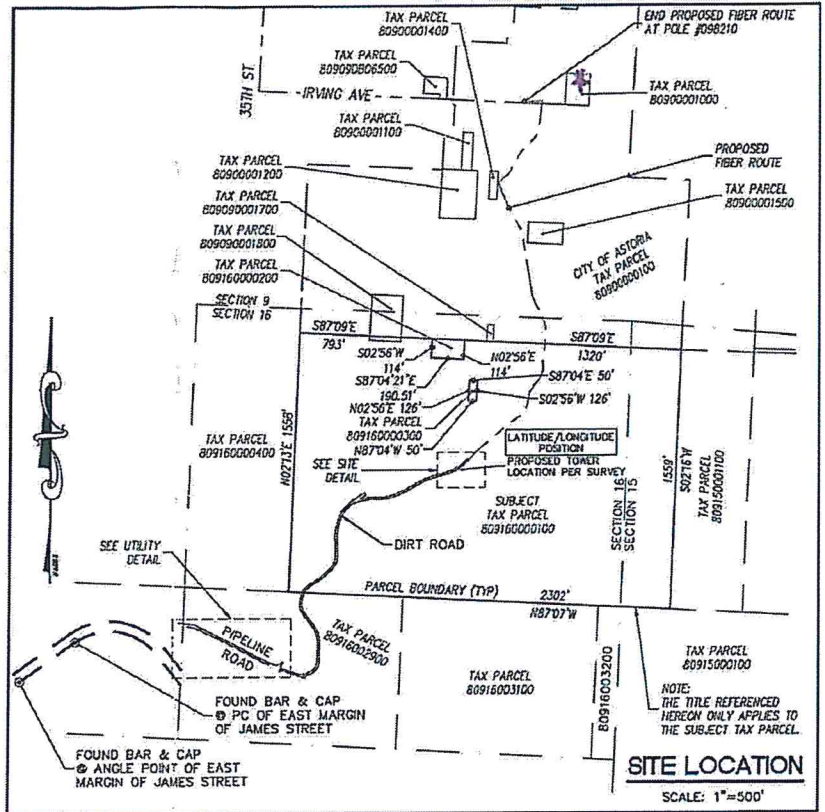 TAX PARCEL
80900001400
END PROPOSED FIBER ROUTE
AT POLE #098210
TAX PARCEL
809090806500
35TH ST.
IRVING AVE
TAX PARCEL
80900001000
TAX PARCEL
80900001100
TAX PARCEL
80900001200
PROPOSED
FIBER ROUTE
TAX PARCEL
80900001500
TAX PARCEL
809090001700
TAX PARCEL
809090001800
TAX PARCEL
809160000200
CITY OF ASTORIA
TAX PARCEL
80900000100
SECTION 9
SECTION 16
S87'09'E
793'
S87'09'E
1320'
S02'56'W
114'
N02'56'E
114'
S87'04'21"E
190.51'
S87'04'E 50'
N02'56'E 126'
S02'56'W 126'
TAX PARCEL
809160000300
N87'04'W 50'
TAX PARCEL
809160000400
N02'13'E 1558'
LATITUDE/LONGITUDE
POSITION
PROPOSED TOWER
LOCATION PER SURVEY
SEE SITE
DETAIL
SUBJECT
TAX PARCEL
809160000100
SECTION 16
SECTION 15
1559'
S02'16'W
TAX PARCEL
809150001100
DIRT ROAD
SEE UTILITY
DETAIL
PARCEL BOUNDARY (TYP)
2302'
N87'07'W
PIPELINE
ROAD
TAX PARCEL
80916002900
TAX PARCEL
80916003100
80916003200
TAX PARCEL
80915000100
NOTE:
THE TITLE REFERENCED
HEREON ONLY APPLIES TO
THE SUBJECT TAX PARCEL.
FOUND BAR & CAP
@ PC OF EAST MARGIN
OF JAMES STREET
FOUND BAR & CAP
@ ANGLE POINT OF EAST
MARGIN OF JAMES STREET
SITE LOCATION
SCALE: 1"=500'